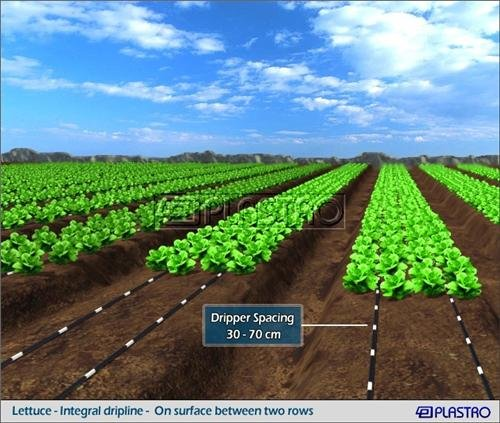 PLASTRO
Dripper Spacing
30 - 70 cm
Lettuce - Integral dripline - On surface between two rows
PLASTRO